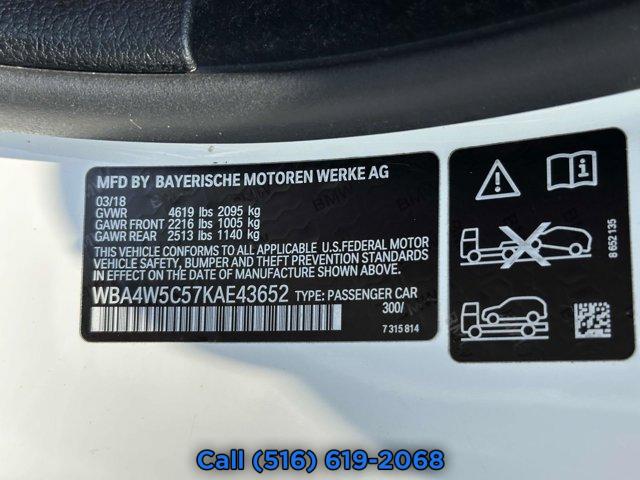 MFD BY BAYERISCHE MOTOREN WERKE AG
03/18
GVWR 4619 lbs 2095 kg
GAWR FRONT 2216 lbs 1005 kg
GAWR REAR 2513 lbs 1140 kg
THIS VEHICLE CONFORMS TO ALL APPLICABLE U.S.FEDERAL MOTOR
VEHICLE SAFETY, BUMPER AND THEFT PREVENTION STANDARDS
IN EFFECT ON THE DATE OF MANUFACTURE SHOWN ABOVE.
WBA4W5C57KAE43652 TYPE: PASSENGER CAR
300/
7 315 814
8 652 135
Call (516) 619-2068